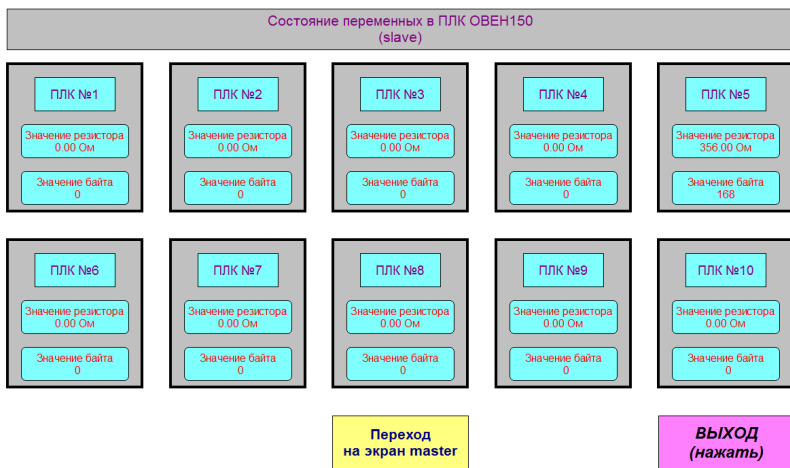 Состояние переменных в ПЛК ОВЕН150
(slave)
ПЛК №1
Значение резистора
0.00 Ом
Значение байта
0
ПЛК №2
Значение резистора
0.00 Ом
Значение байта
0
ПЛК №3
Значение резистора
0.00 Ом
Значение байта
0
ПЛК №4
Значение резистора
0.00 Ом
Значение байта
0
ПЛК №5
Значение резистора
356.00 Ом
Значение байта
168
ПЛК №6
Значение резистора
0.00 Ом
Значение байта
0
ПЛК №7
Значение резистора
0.00 Ом
Значение байта
0
ПЛК №8
Значение резистора
0.00 Ом
Значение байта
0
ПЛК №9
Значение резистора
0.00 Ом
Значение байта
0
ПЛК №10
Значение резистора
0.00 Ом
Значение байта
0
Переход
на экран master
ВЫХОД
(нажать)